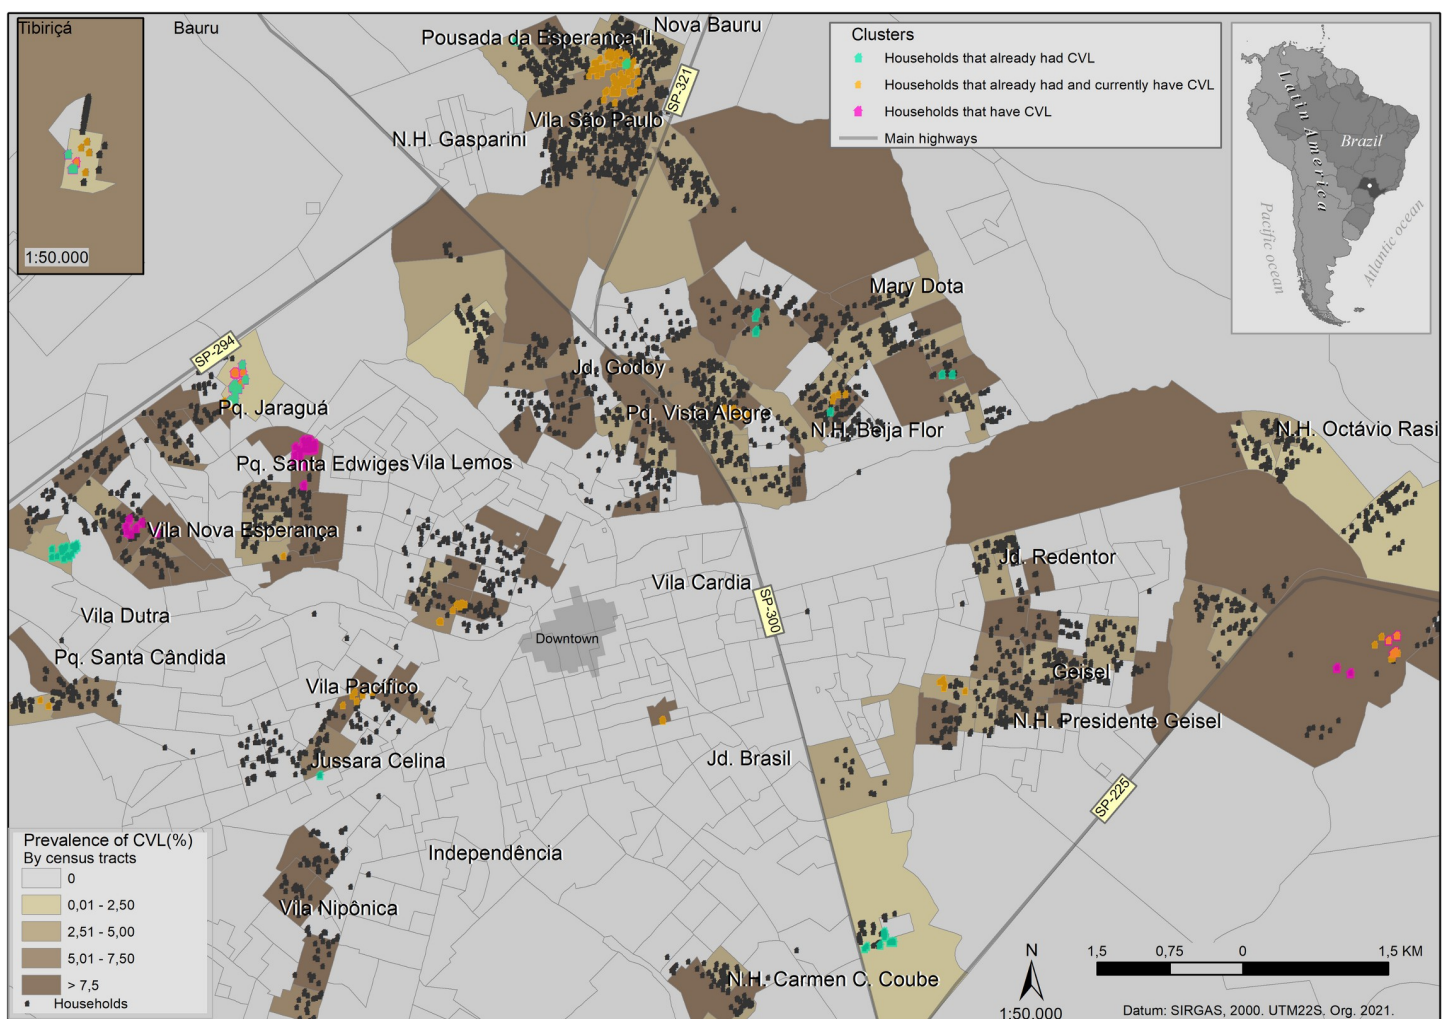 Tibiriçá
Bauru
1:50.000
Pousada da Esperança II
Nova Bauru
SP-321
Vila São Paulo
N.H. Gasparini
Clusters
Households that already had CVL
Households that already had and currently have CVL
Households that have CVL
Main highways
Latin America
Brazil
Pacific ocean
Atlantic ocean
Mary Dota
SP-294
Jd. Godoy
Pq. Jaraguá
Pq. Vista Alegre
N.H. Beija Flor
N.H. Octávio Rasi
Pq. Santa Edwiges
Vila Lemos
Vila Nova Esperança
Jd. Redentor
Vila Cardia
SP-300
Vila Dutra
Downtown
Pq. Santa Cândida
Geisel
Vila Pacífico
N.H. Presidente Geisel
Jussara Celina
Jd. Brasil
SP-225
Prevalence of CVL(%)
By census tracts
0
0,01 - 2,50
2,51 - 5,00
5,01 - 7,50
> 7,5
Households
Independência
Vila Nipônica
N.H. Carmen C. Coube
N
1:50.000
1,5 0,75 0 1,5 KM
Datum: SIRGAS, 2000. UTM22S. Org. 2021.